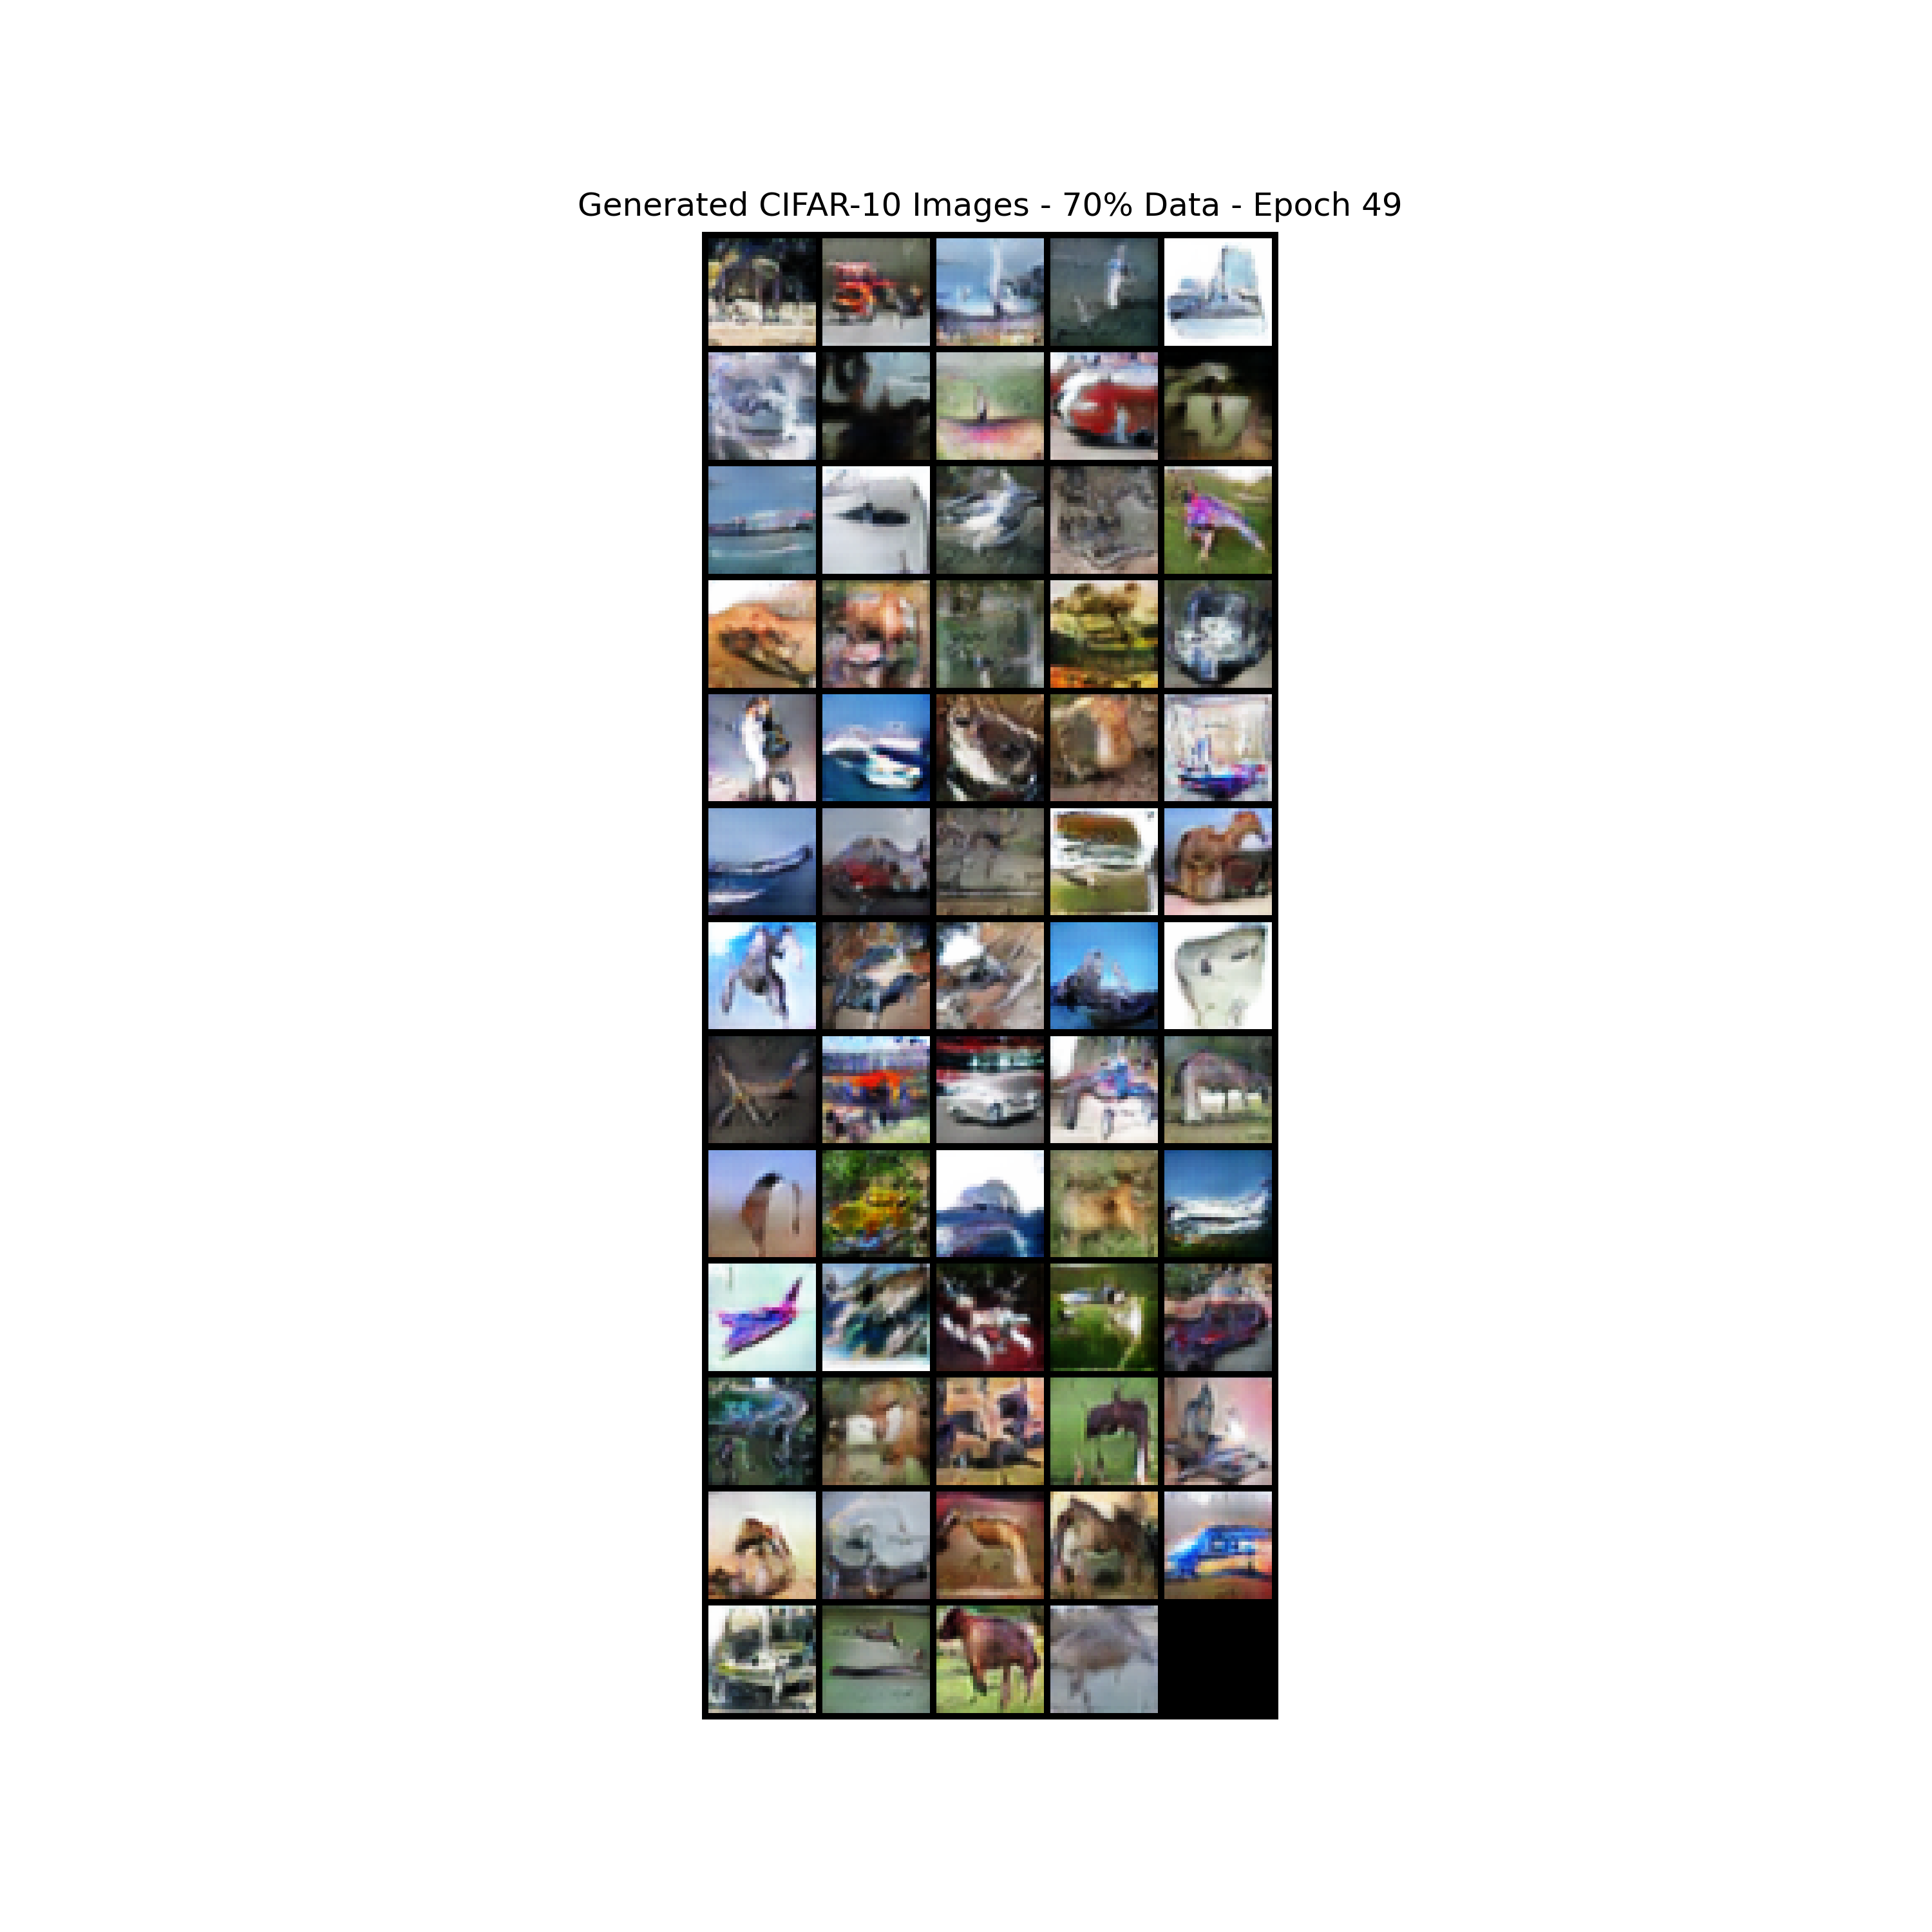 Generated CIFAR-10 Images - 70% Data - Epoch 49